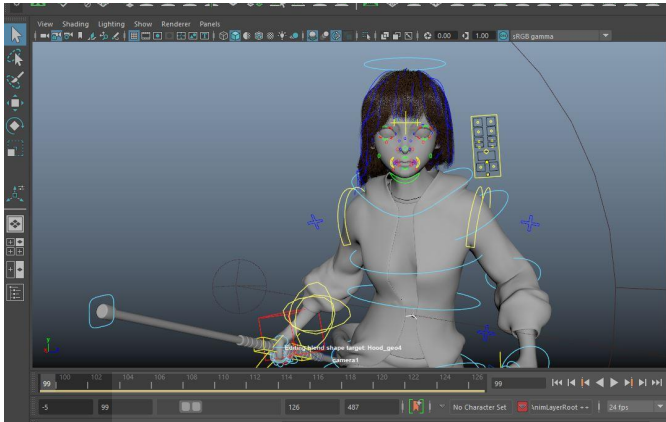 View Shading Lighting Show Renderer Panels
0.00 1.00 sRGB gamma
Editing blend shape target: Hood_geo4
camera1
99 100 102 104 106 108 110 112 114 116 118 120 122 124 126 99
-5 99 126 487 No Character Set \nimLayerRoot 24 fps